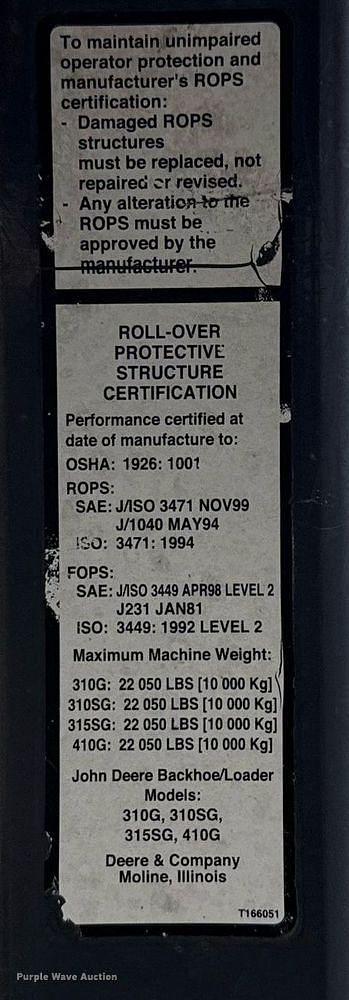 To maintain unimpaired
operator protection and
manufacturer's ROPS
certification:
- Damaged ROPS
structures
must be replaced, not
repaired or revised.
- Any alteration to the
ROPS must be
approved by the
manufacturer.
ROLL-OVER
PROTECTIVE
STRUCTURE
CERTIFICATION
Performance certified at
date of manufacture to:
OSHA: 1926: 1001
ROPS:
SAE: J/ISO 3471 NOV99
J/1040 MAY94
ISO: 3471: 1994
FOPS:
SAE: J/ISO 3449 APR98 LEVEL 2
J231 JAN81
ISO: 3449: 1992 LEVEL 2
Maximum Machine Weight:
310G: 22 050 LBS [10 000 Kg]
310SG: 22 050 LBS [10 000 Kg]
315SG: 22 050 LBS [10 000 Kg]
410G: 22 050 LBS [10 000 Kg]
John Deere Backhoe/Loader
Models:
310G, 310SG,
315SG, 410G
Deere & Company
Moline, Illinois
T166051
Purple Wave Auction